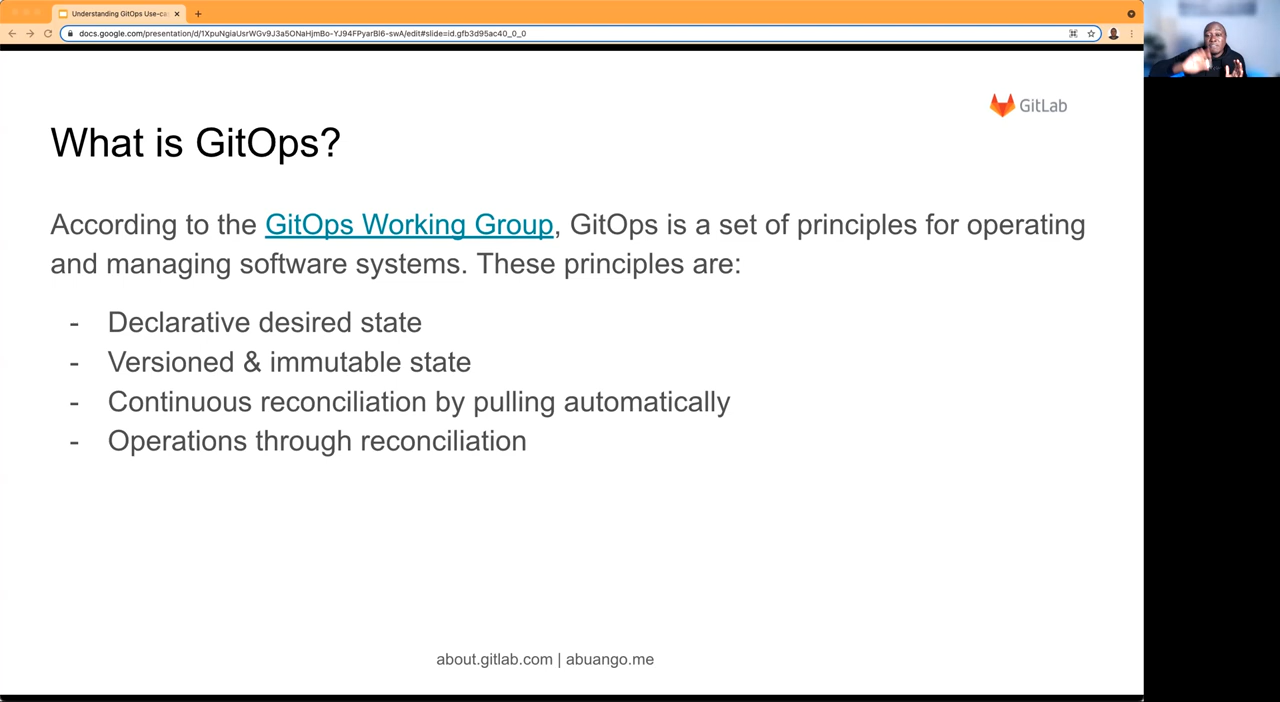 Understanding GitOps Use-ca
docs.google.com/presentation/d/1XpuNgiaUsrWGv9J3a5ONaHjmBo-YJ94FPyarBl6-swA/edit#slide=id.gfb3d95ac40_0_0
GitLab
What is GitOps?
According to the GitOps Working Group, GitOps is a set of principles for operating
and managing software systems. These principles are:
- Declarative desired state
- Versioned & immutable state
- Continuous reconciliation by pulling automatically
- Operations through reconciliation
about.gitlab.com | abuango.me